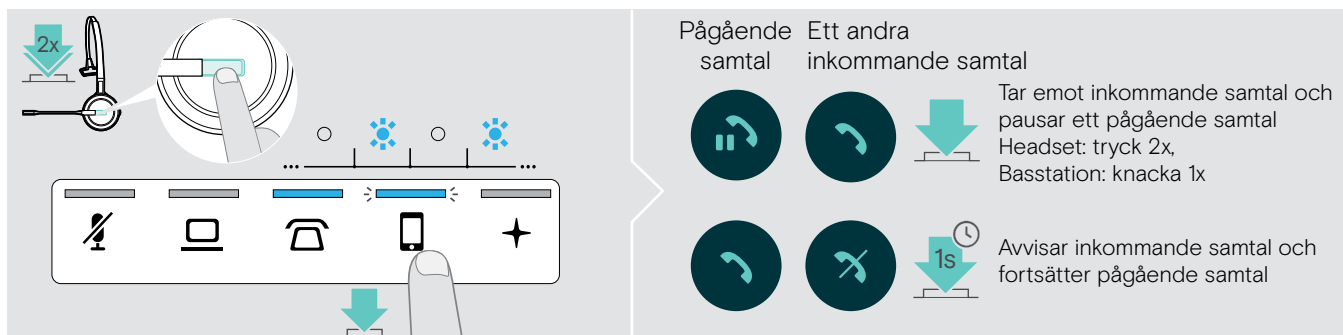 2x
Pågående samtal
Ett andra inkommande samtal
Tar emot inkommande samtal och
pausar ett pågående samtal
Headset: tryck 2x,
Basstation: knacka 1x
1s
Avvisar inkommande samtal och
fortsätter pågående samtal